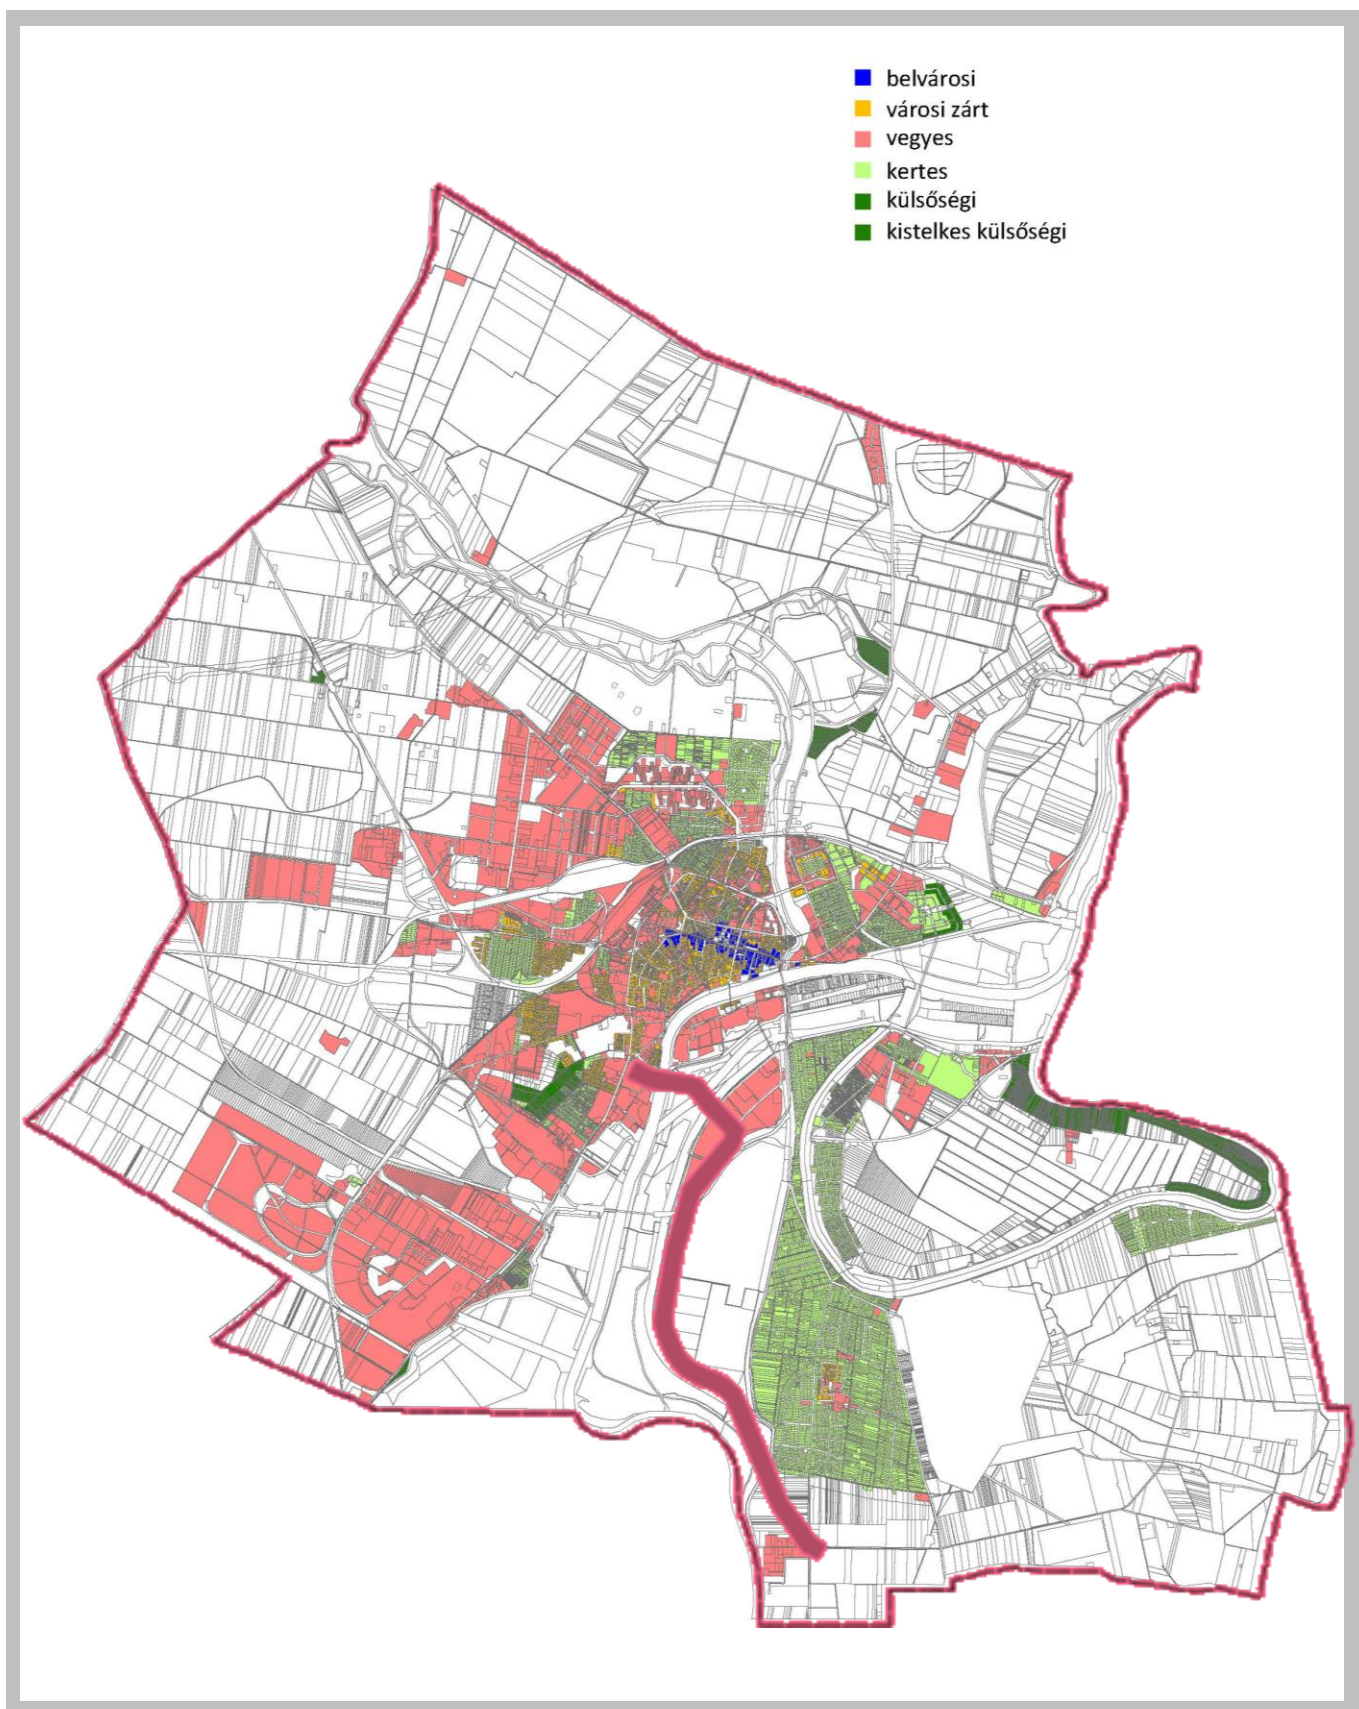 belvárosi
városi zárt
vegyes
kertes
külsőségi
kistelkes külsőségi